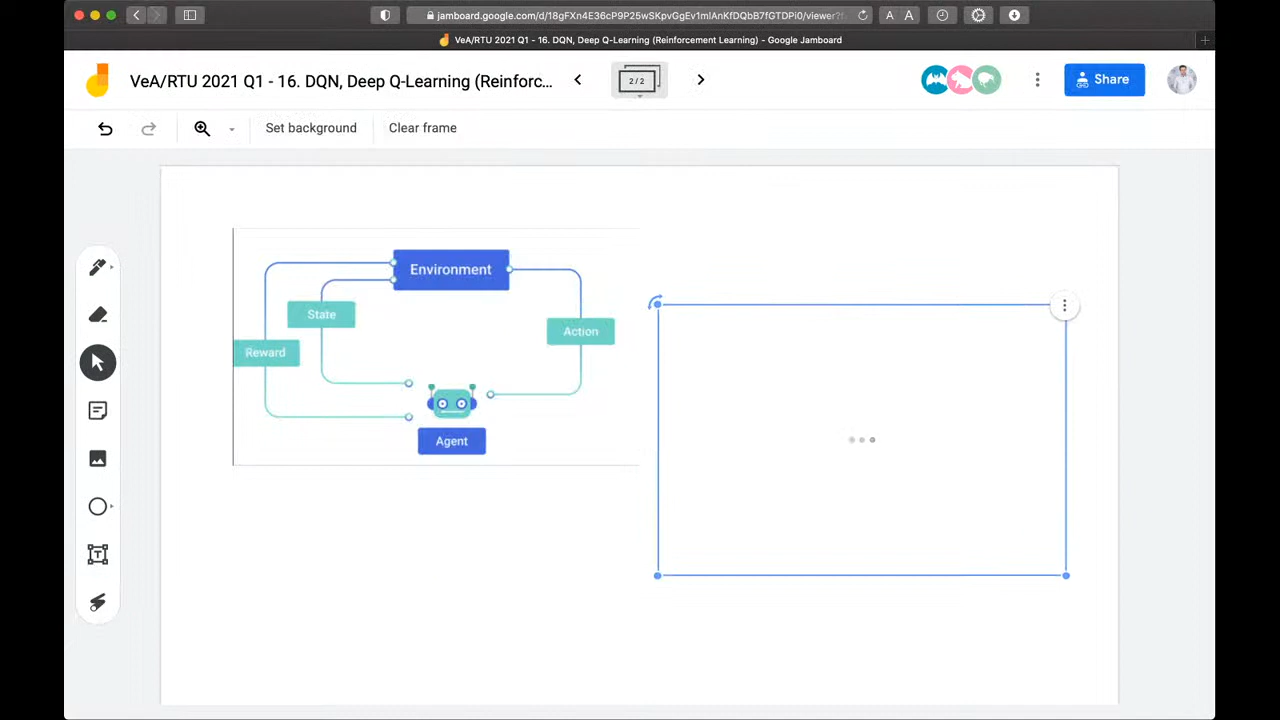 jamboard.google.com/d/18gFXn4E36cP9P25wSKpvGgEv1mlAnKfDQbB7fGTDPi0/viewer?
A A
VeA/RTU 2021 Q1 - 16. DQN, Deep Q-Learning (Reinforcement Learning) - Google Jamboard
VeA/RTU 2021 Q1 - 16. DQN, Deep Q-Learning (Reinforc...
2 / 2
Share
Set background
Clear frame
Environment
State
Action
Reward
Agent
T